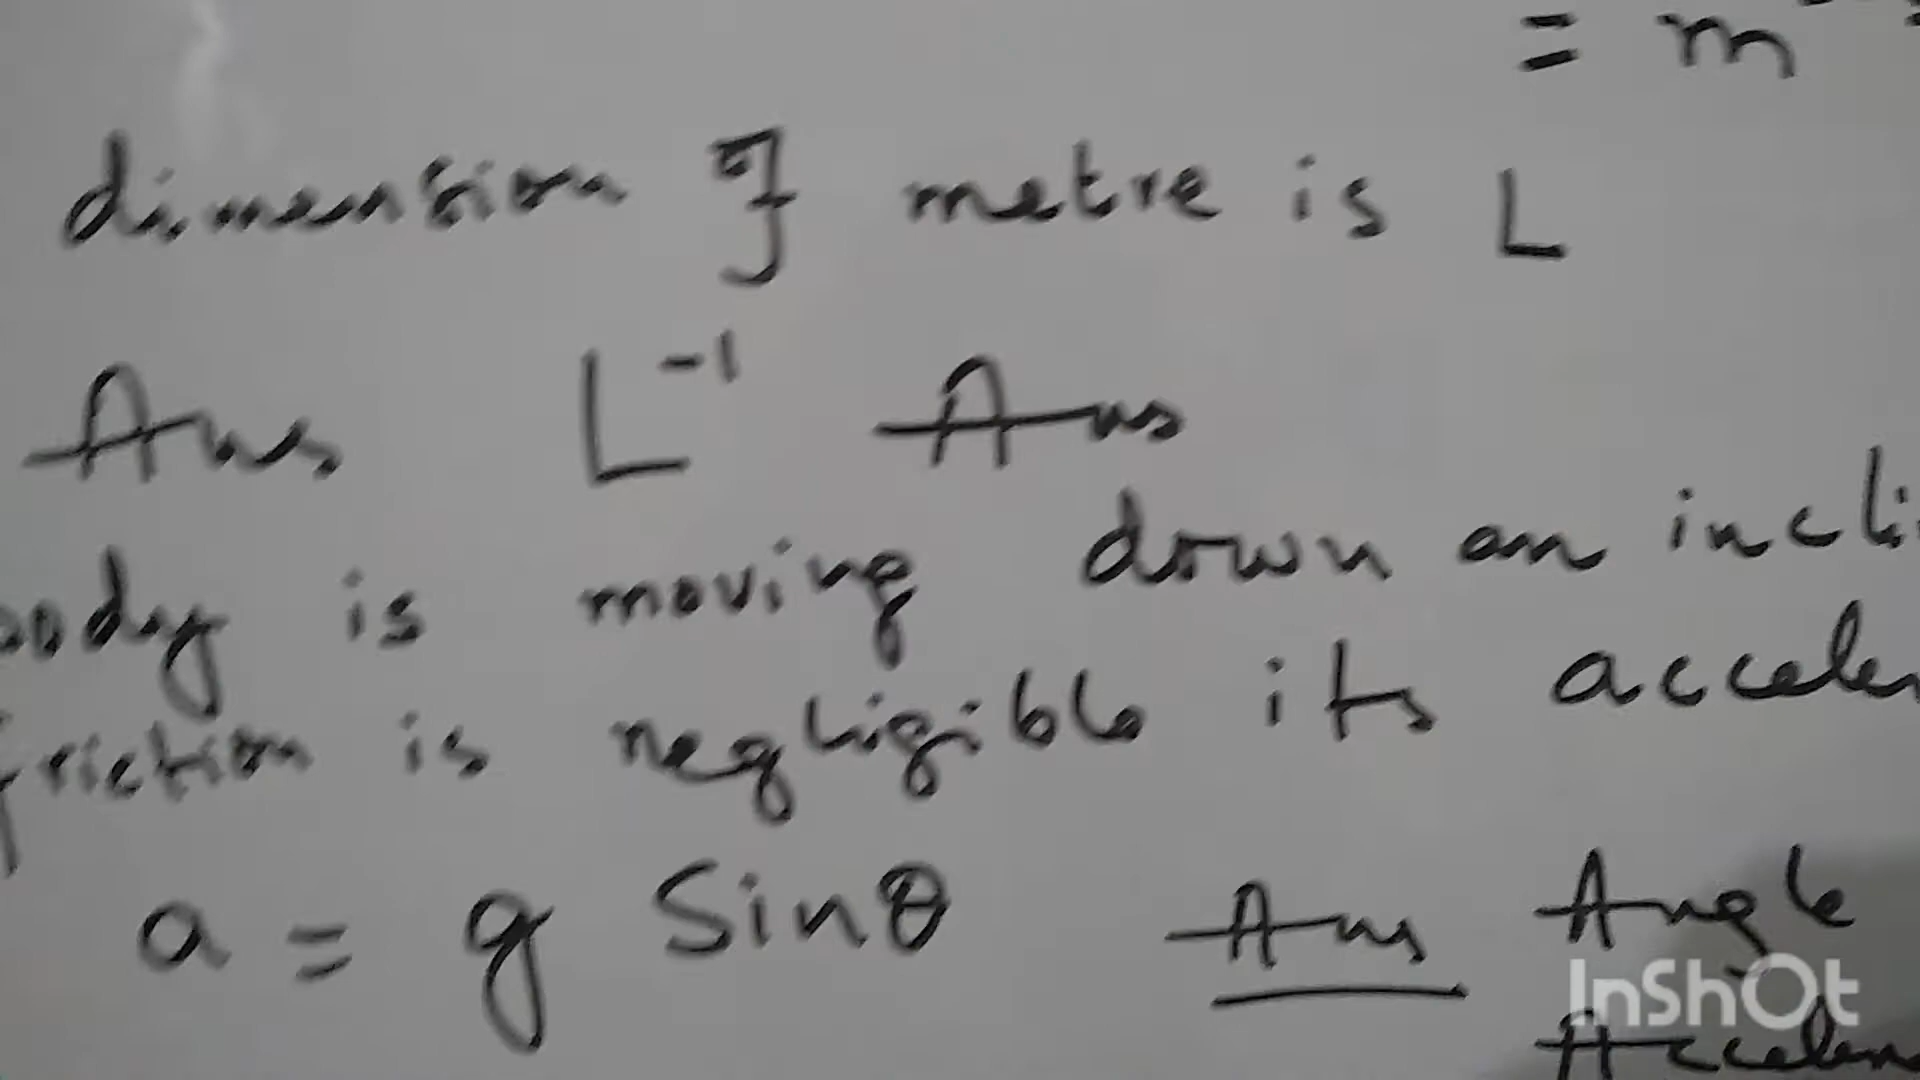 = m
dimension of metre is L
Ans L⁻¹ Ans
body is moving down an incli
friction is negligible its acceler
a = g Sinθ Ans Angle
InShOt
Acceler